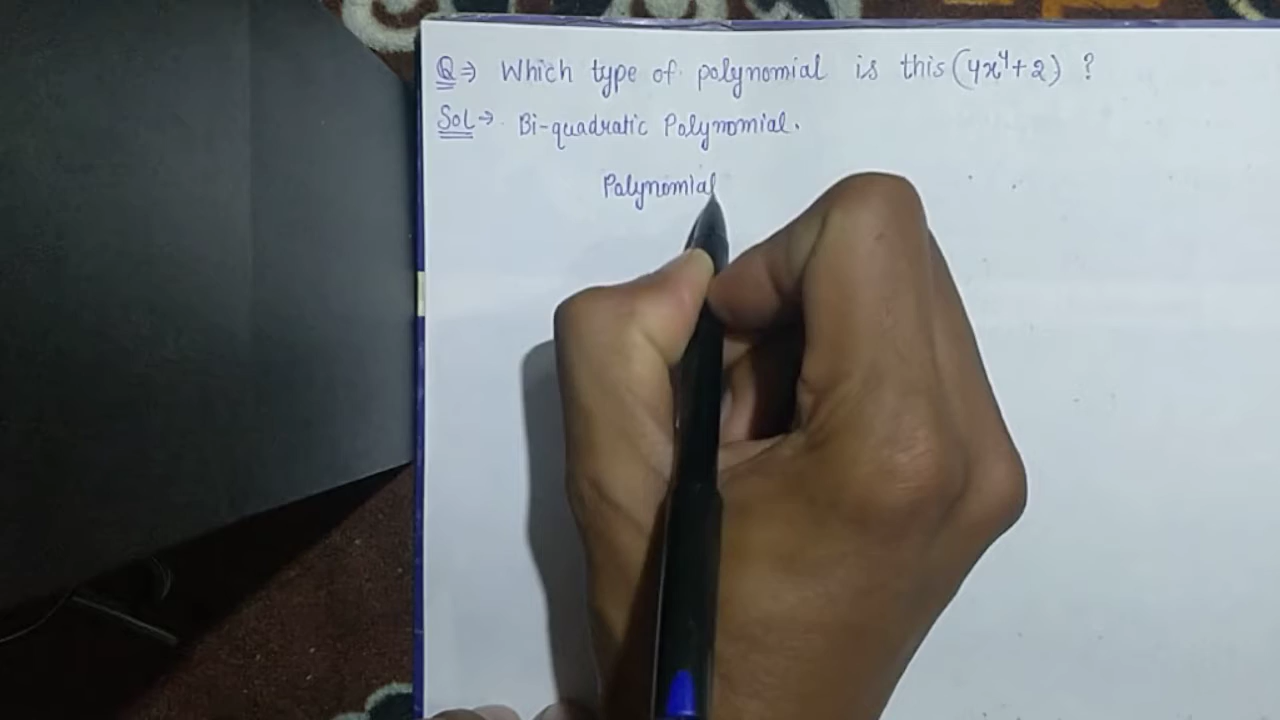 Q⇒ Which type of polynomial is this (4x⁴+2) ?
Sol→ Bi-quadratic Polynomial.
Polynomial